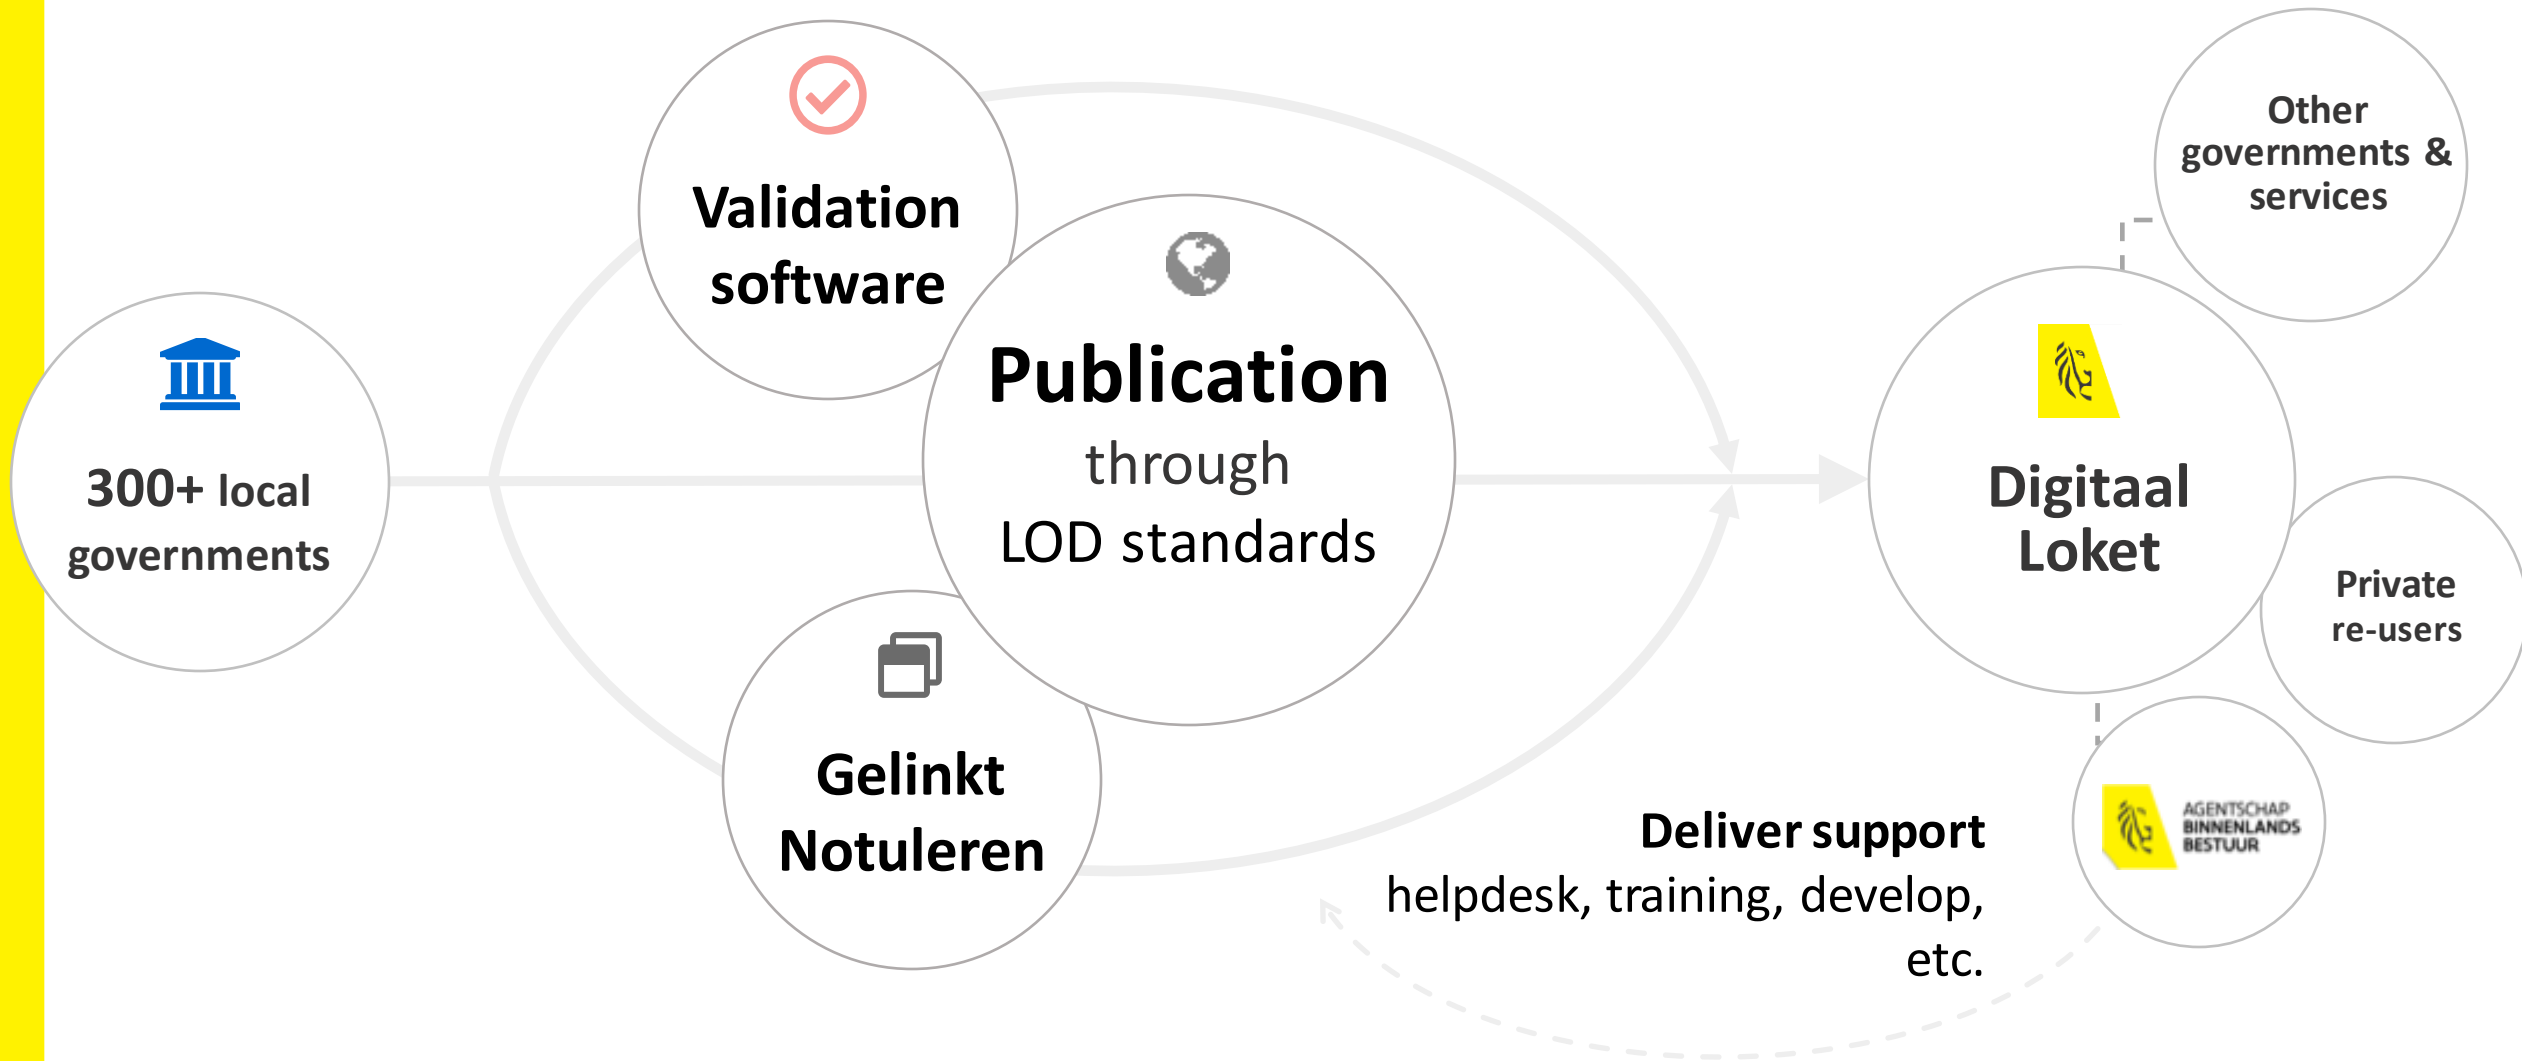 300+ local
governments
Validation
software
Publication
through
LOD standards
Gelinkt
Notuleren
Other
governments &
services
Digitaal
Loket
Private
re-users
AGENTSCHAP
BINNENLANDS
BESTUUR
Deliver support
helpdesk, training, develop,
etc.